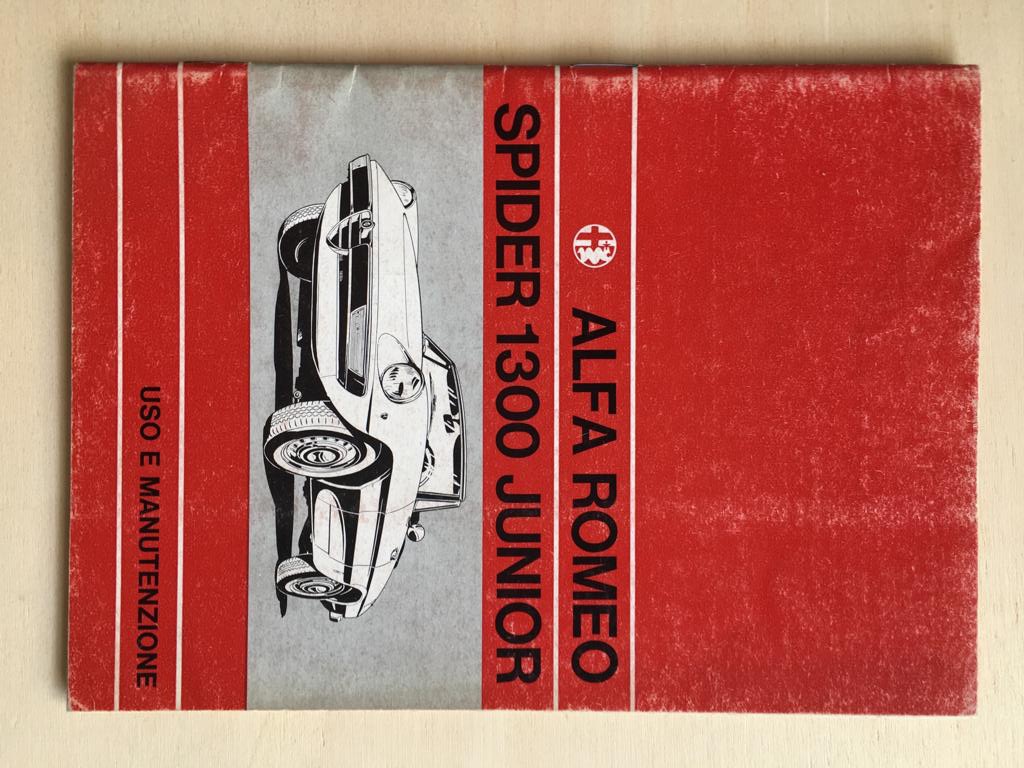 ALFA ROMEO
SPIDER 1300 JUNIOR
USO E MANUTENZIONE